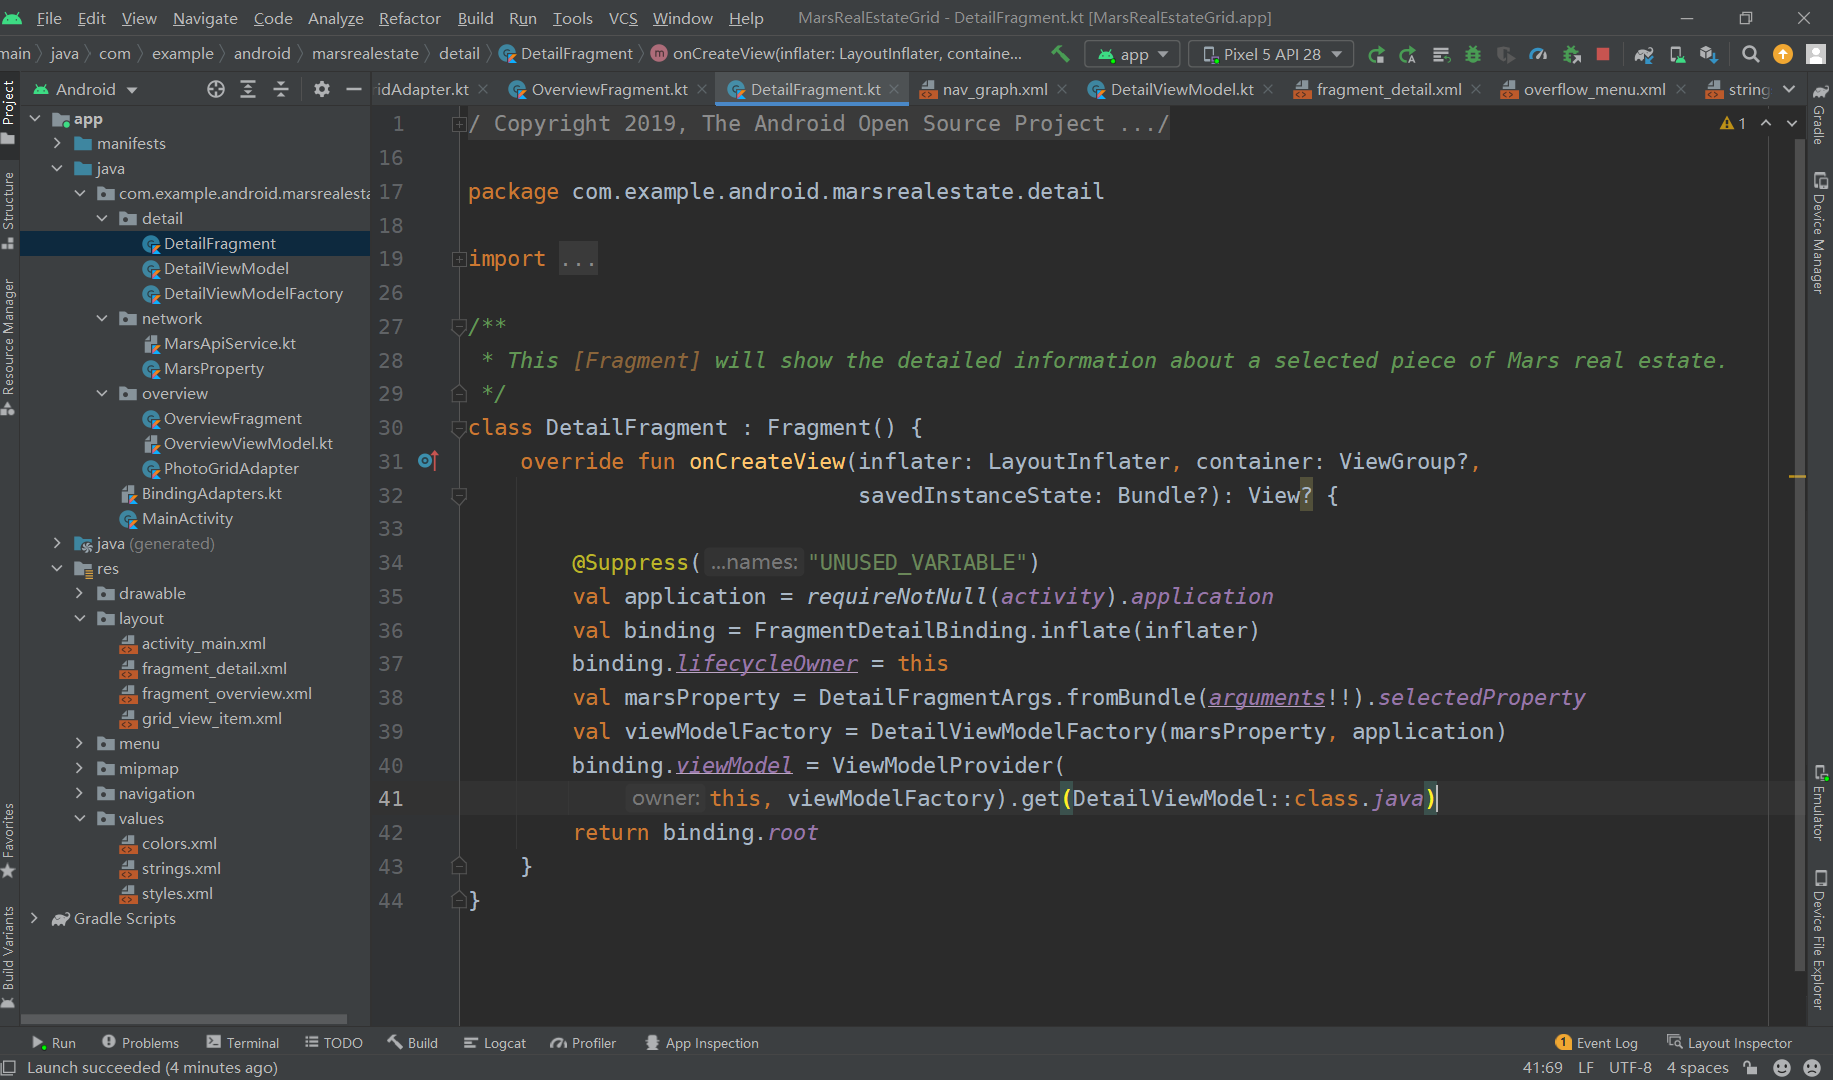 File Edit View Navigate Code Analyze Refactor Build Run Tools VCS Window Help MarsRealEstateGrid - DetailFragment.kt [MarsRealEstateGrid.app]
main java com example android marsrealestate detail DetailFragment onCreateView(inflater: LayoutInflater, containe... app Pixel 5 API 28
Android
ridAdapter.kt OverviewFragment.kt DetailFragment.kt nav_graph.xml DetailViewModel.kt fragment_detail.xml overflow_menu.xml string
Project
Structure
Resource Manager
Favorites
Build Variants
app
manifests
java
com.example.android.marsrealesta
detail
DetailFragment
DetailViewModel
DetailViewModelFactory
network
MarsApiService.kt
MarsProperty
overview
OverviewFragment
OverviewViewModel.kt
PhotoGridAdapter
BindingAdapters.kt
MainActivity
java (generated)
res
drawable
layout
activity_main.xml
fragment_detail.xml
fragment_overview.xml
grid_view_item.xml
menu
mipmap
navigation
values
colors.xml
strings.xml
styles.xml
Gradle Scripts
1 / Copyright 2019, The Android Open Source Project .../ 1
16
17 package com.example.android.marsrealestate.detail
18
19 import ...
26
27 /**
28 * This [Fragment] will show the detailed information about a selected piece of Mars real estate.
29 */
30 class DetailFragment : Fragment() {
31 override fun onCreateView(inflater: LayoutInflater, container: ViewGroup?,
32 savedInstanceState: Bundle?): View? {
33
34 @Suppress( ...names: "UNUSED_VARIABLE")
35 val application = requireNotNull(activity).application
36 val binding = FragmentDetailBinding.inflate(inflater)
37 binding.lifecycleOwner = this
38 val marsProperty = DetailFragmentArgs.fromBundle(arguments!!).selectedProperty
39 val viewModelFactory = DetailViewModelFactory(marsProperty, application)
40 binding.viewModel = ViewModelProvider(
41 owner: this, viewModelFactory).get(DetailViewModel::class.java)
42 return binding.root
43 }
44 }
Gradle
Device Manager
Emulator
Device File Explorer
Run Problems Terminal TODO Build Logcat Profiler App Inspection 1 Event Log Layout Inspector
Launch succeeded (4 minutes ago) 41:69 LF UTF-8 4 spaces